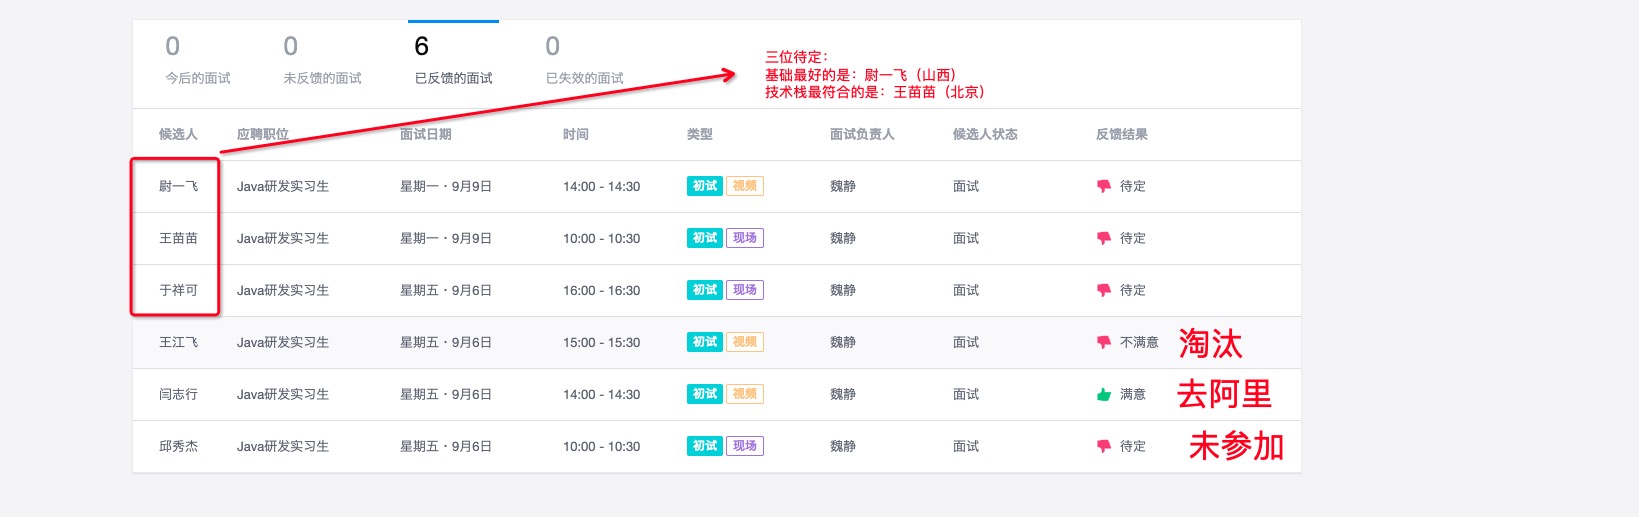 0 0 6 0
今后的面试 未反馈的面试 已反馈的面试 已失效的面试
三位待定：
基础最好的是：尉一飞（山西）
技术栈最符合的是：王苗苗（北京）
候选人 应聘职位 面试日期 时间 类型 面试负责人 候选人状态 反馈结果
尉一飞 Java研发实习生 星期一 · 9月9日 14:00 - 14:30 初试 视频 魏静 面试 待定
王苗苗 Java研发实习生 星期一 · 9月9日 10:00 - 10:30 初试 现场 魏静 面试 待定
于祥可 Java研发实习生 星期五 · 9月6日 16:00 - 16:30 初试 现场 魏静 面试 待定
王江飞 Java研发实习生 星期五 · 9月6日 15:00 - 15:30 初试 视频 魏静 面试 不满意 淘汰
闫志行 Java研发实习生 星期五 · 9月6日 14:00 - 14:30 初试 视频 魏静 面试 满意 去阿里
邱秀杰 Java研发实习生 星期五 · 9月6日 10:00 - 10:30 初试 现场 魏静 面试 待定 未参加